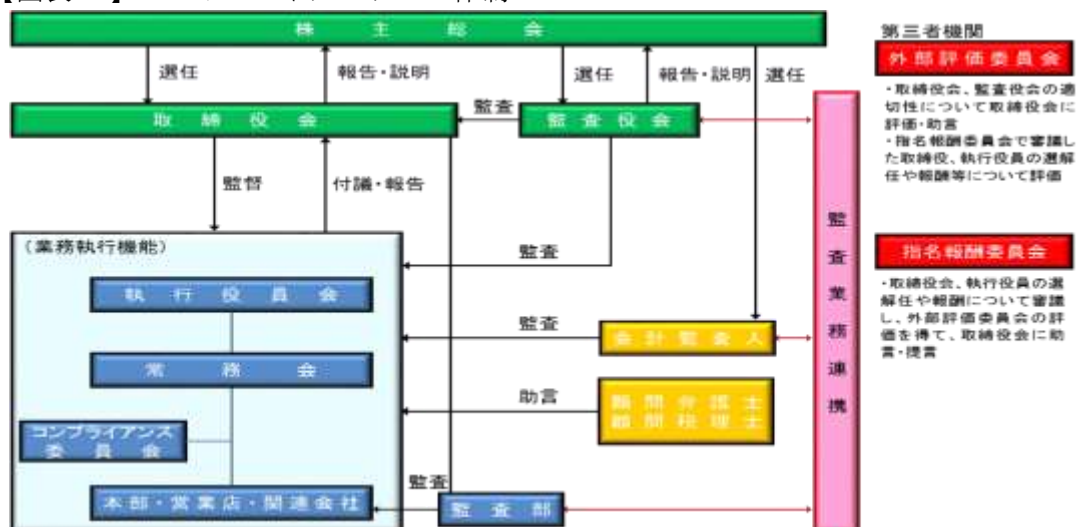 株主総会
第三者機関
外部評価委員会
選任
報告・説明
選任
報告・説明
選任
・取締役会、監査役会の適
切性について取締役会に
評価・助言
・指名報酬委員会で審議し
た取締役、執行役員の選解
任や報酬等について評価
取締役会
監査
監査役会
監督
付議・報告
監査業務連携
（業務執行機能）
監査
指名報酬委員会
・取締役会、執行役員の選
解任や報酬について審議
し、外部評価委員会の評
価を得て、取締役会に助
言・提言
執行役員会
監査
会計監査人
常務会
助言
顧問弁護士
顧問税理士
コンプライアンス
委員会
監査
本部・営業店・関連会社
監査部